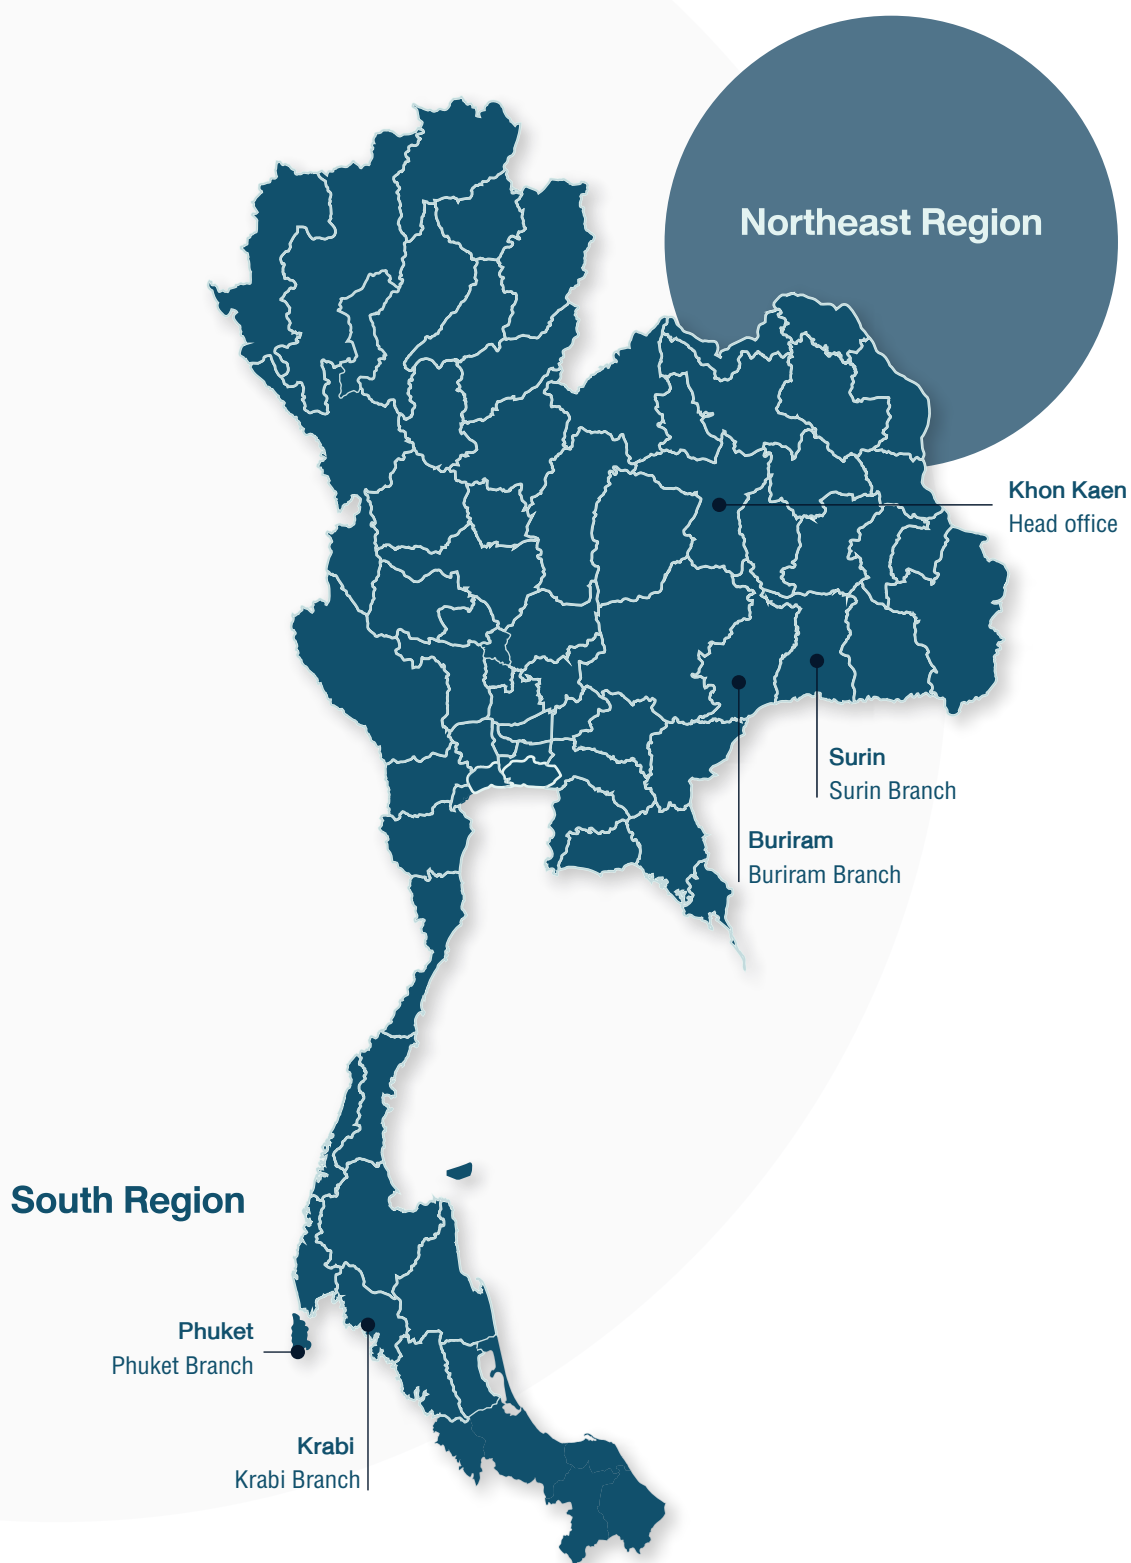 Northeast Region
Khon Kaen
Head office
Surin
Surin Branch
Buriram
Buriram Branch
South Region
Phuket
Phuket Branch
Krabi
Krabi Branch